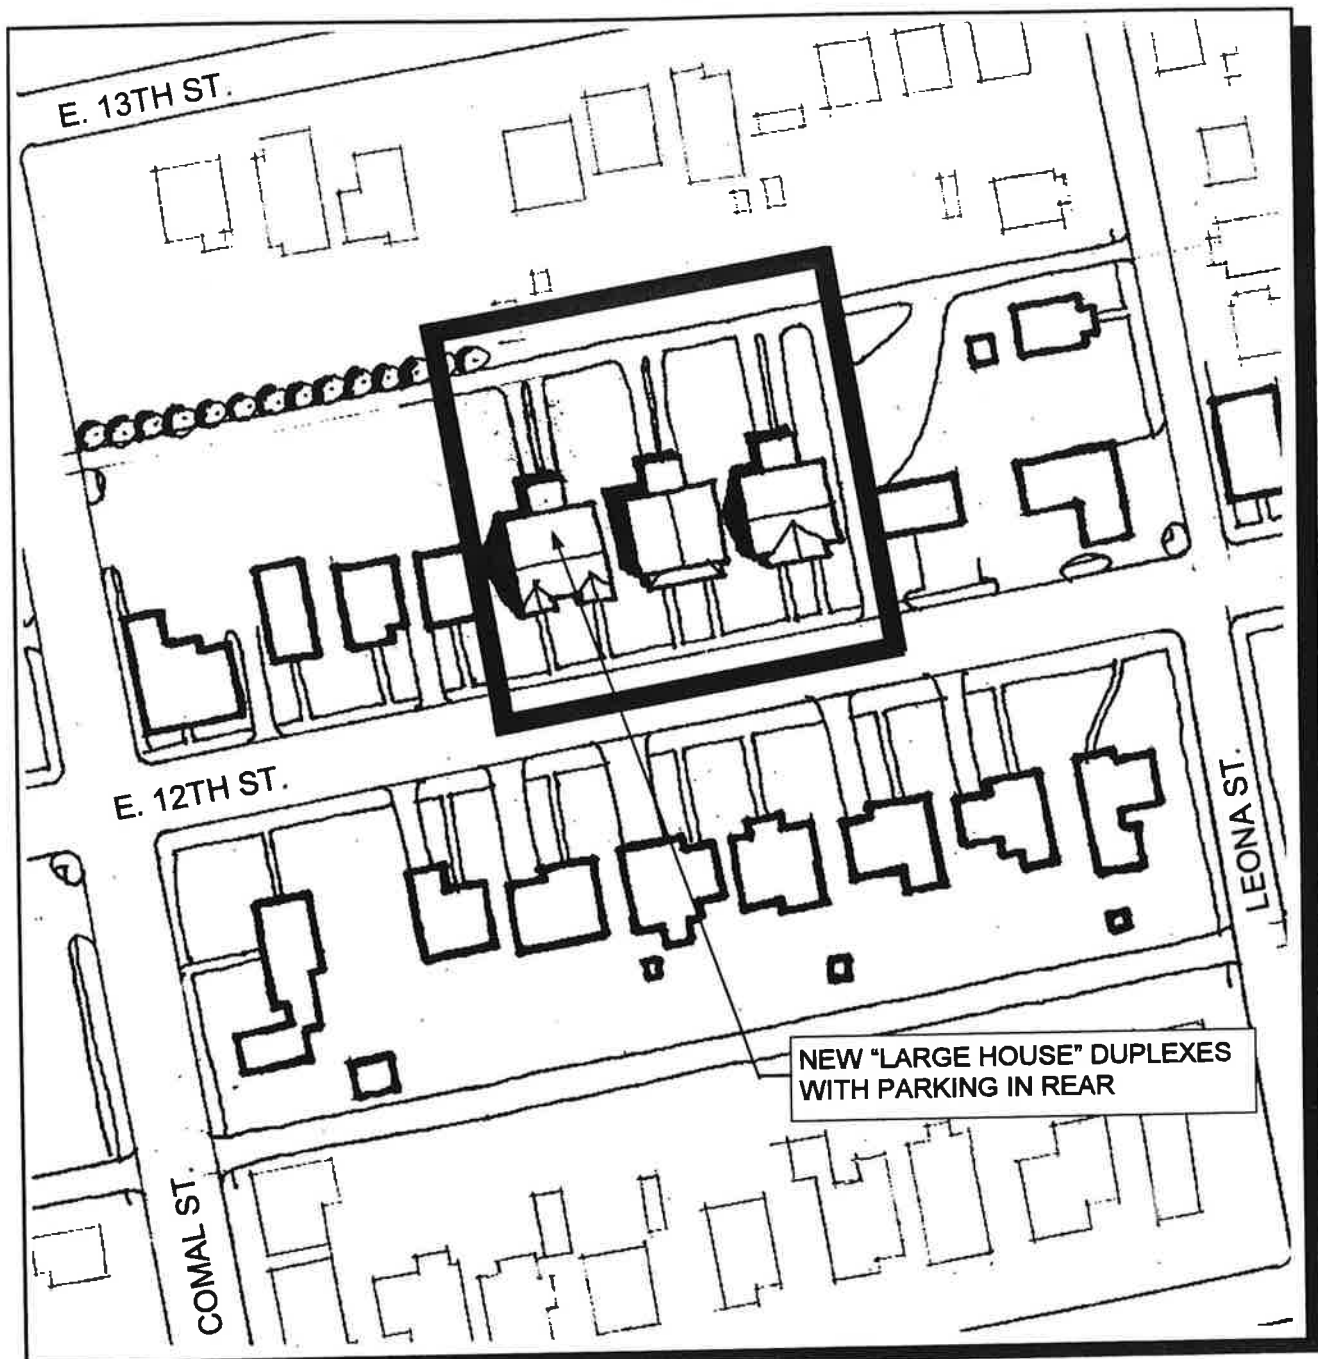 E. 13TH ST.
E. 12TH ST.
LEONA ST.
NEW “LARGE HOUSE” DUPLEXES
WITH PARKING IN REAR
COMAL ST.